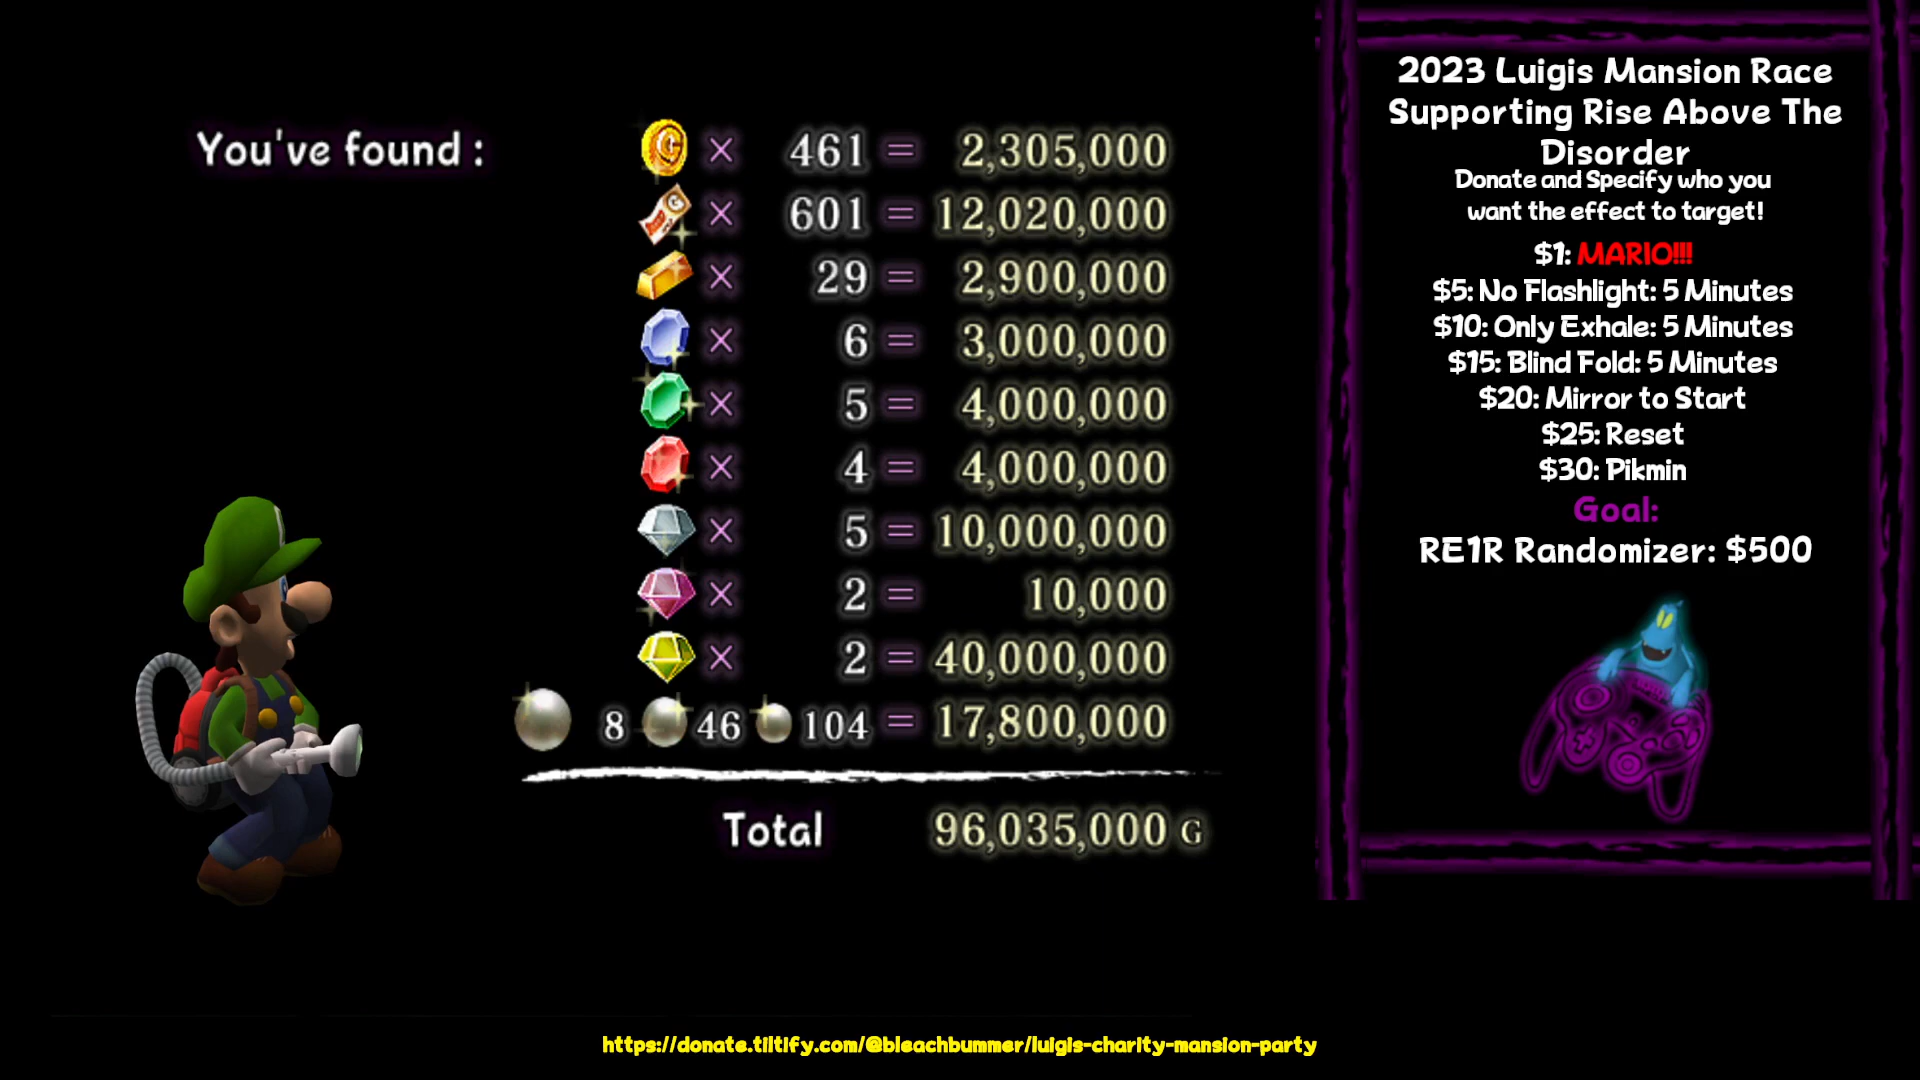 You've found :
× 461 = 2,305,000
× 601 = 12,020,000
× 29 = 2,900,000
× 6 = 3,000,000
× 5 = 4,000,000
× 4 = 4,000,000
× 5 = 10,000,000
× 2 = 10,000
× 2 = 40,000,000
8 46 104 = 17,800,000
Total 96,035,000 G
2023 Luigis Mansion Race
Supporting Rise Above The
Disorder
Donate and Specify who you
want the effect to target!
$1: MARIO!!!
$5: No Flashlight: 5 Minutes
$10: Only Exhale: 5 Minutes
$15: Blind Fold: 5 Minutes
$20: Mirror to Start
$25: Reset
$30: Pikmin
Goal:
RE1R Randomizer: $500
https://donate.tiltify.com/@bleachbummer/luigis-charity-mansion-party